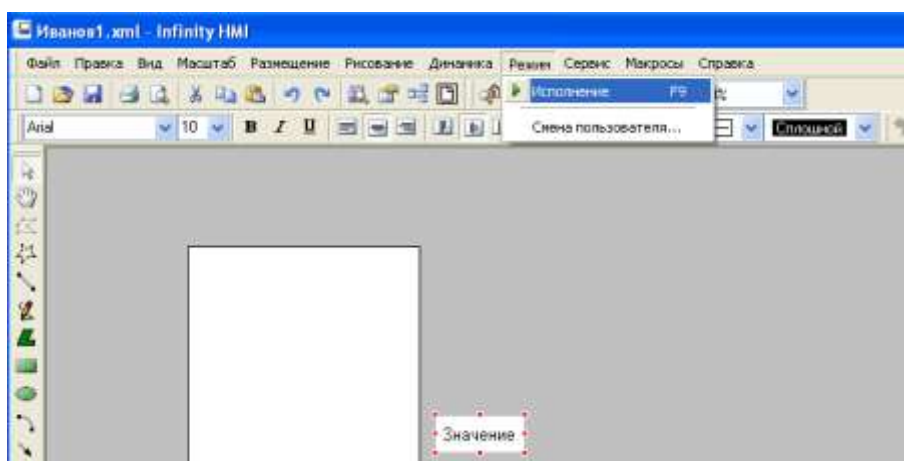 Иванов1.xml - Infinity HMI
Файл Правка Вид Масштаб Размещение Рисование Динамика Режим Сервис Макросы Справка
Исполнение F9
Arial 10 B I U Смена пользователя... Сплошной
Значение